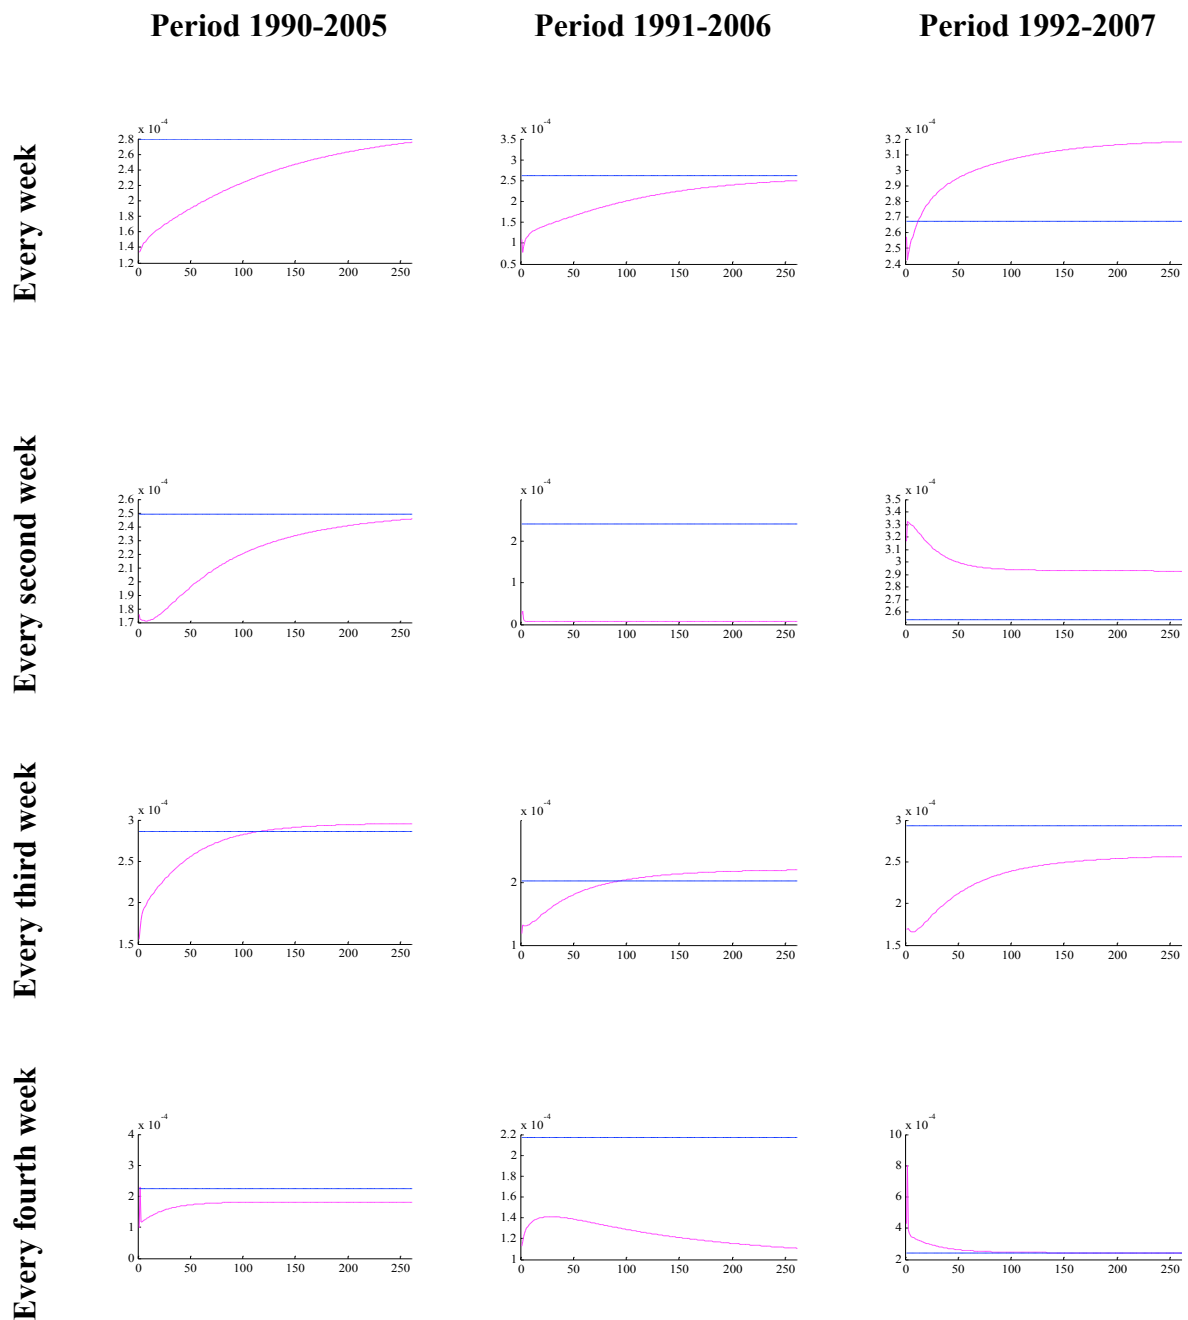 Period 1990-2005 Period 1991-2006 Period 1992-2007
Every week
x 10^-4
2.8
2.6
2.4
2.2
2
1.8
1.6
1.4
1.2
0 50 100 150 200 250
x 10^-4
3.5
3
2.5
2
1.5
1
0.5
0 50 100 150 200 250
x 10^-4
3.2
3.1
3
2.9
2.8
2.7
2.6
2.5
2.4
0 50 100 150 200 250
Every second week
x 10^-4
2.6
2.5
2.4
2.3
2.2
2.1
2
1.9
1.8
1.7
0 50 100 150 200 250
x 10^-4
2
1
0
0 50 100 150 200 250
x 10^-4
3.5
3.4
3.3
3.2
3.1
3
2.9
2.8
2.7
2.6
0 50 100 150 200 250
Every third week
x 10^-4
3
2.5
2
1.5
0 50 100 150 200 250
x 10^-4
2
1
0 50 100 150 200 250
x 10^-4
3
2.5
2
1.5
0 50 100 150 200 250
Every fourth week
x 10^-4
4
3
2
1
0
0 50 100 150 200 250
x 10^-4
2.2
2
1.8
1.6
1.4
1.2
1
0 50 100 150 200 250
x 10^-4
10
8
6
4
2
0 50 100 150 200 250